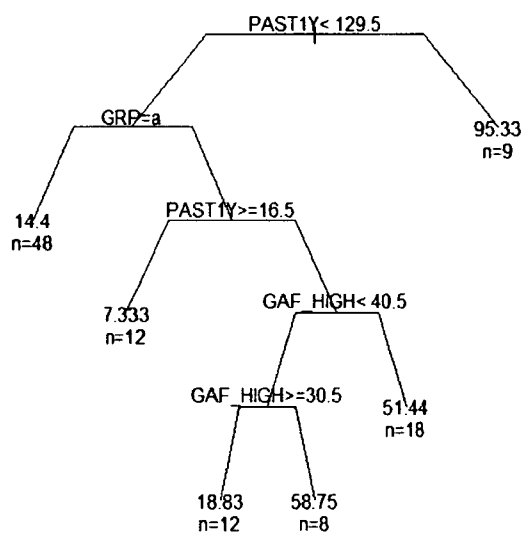 PAST1Y< 129.5
GRP=a
95.33
n=9
14.4
n=48
PAST1Y>=16.5
7.333
n=12
GAF_HIGH< 40.5
GAF_HIGH>=30.5
51.44
n=18
18.83
n=12
58.75
n=8